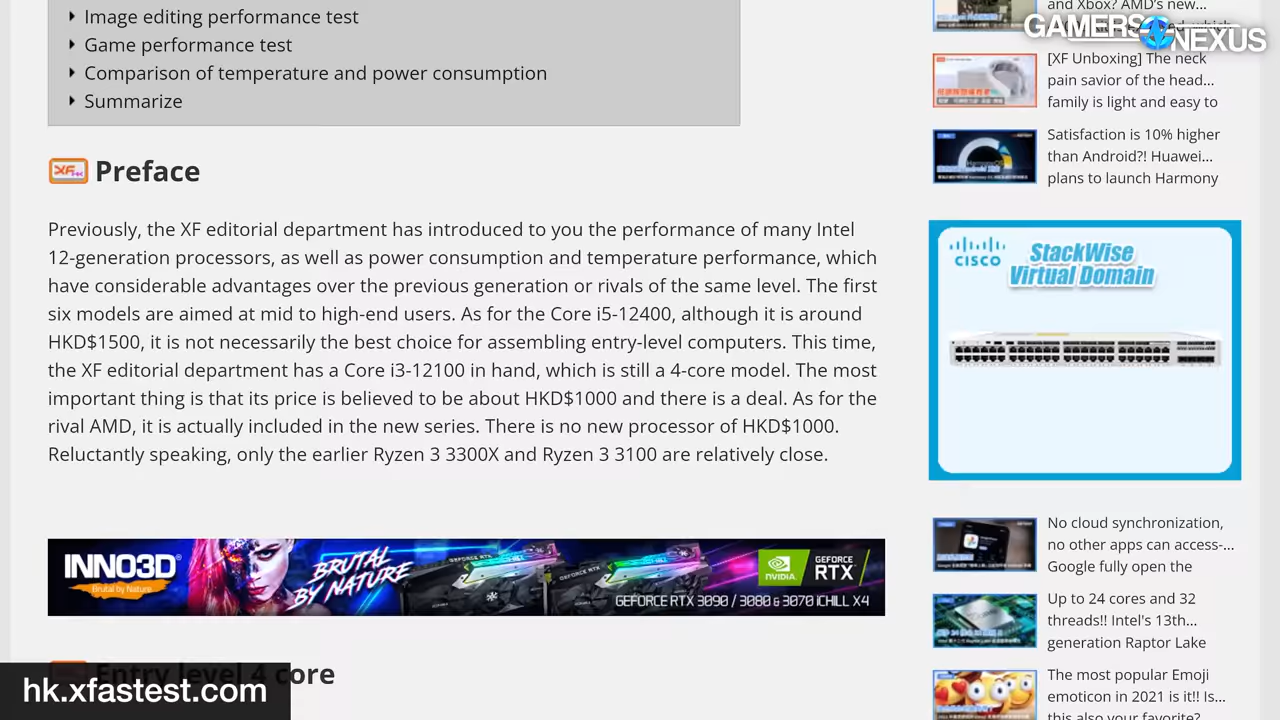 Image editing performance test
Game performance test
Comparison of temperature and power consumption
Summarize
XF
Preface
Previously, the XF editorial department has introduced to you the performance of many Intel
12-generation processors, as well as power consumption and temperature performance, which
have considerable advantages over the previous generation or rivals of the same level. The first
six models are aimed at mid to high-end users. As for the Core i5-12400, although it is around
HKD$1500, it is not necessarily the best choice for assembling entry-level computers. This time,
the XF editorial department has a Core i3-12100 in hand, which is still a 4-core model. The most
important thing is that its price is believed to be about HKD$1000 and there is a deal. As for the
rival AMD, it is actually included in the new series. There is no new processor of HKD$1000.
Reluctantly speaking, only the earlier Ryzen 3 3300X and Ryzen 3 3100 are relatively close.
INNO3D®
Brutal by Nature
BRUTAL
BY NATURE
GEFORCE RTX
GEFORCE RTX
NVIDIA.
GEFORCE
RTX
GEFORCE RTX 3090 / 3080 & 3070 ICHILL X4
Entry level 4 core
hk.xfastest.com
and Xbox? AMD's new...
which
GAMERS
NEXUS
[XF Unboxing] The neck
pain savior of the head...
family is light and easy to
Satisfaction is 10% higher
than Android?! Huawei...
plans to launch Harmony
CISCO
StackWise
Virtual Domain
No cloud synchronization,
no other apps can access-...
Google fully open the
Up to 24 cores and 32
threads!! Intel's 13th...
generation Raptor Lake
The most popular Emoji
emoticon in 2021 is it!! Is...
this also your favorite?